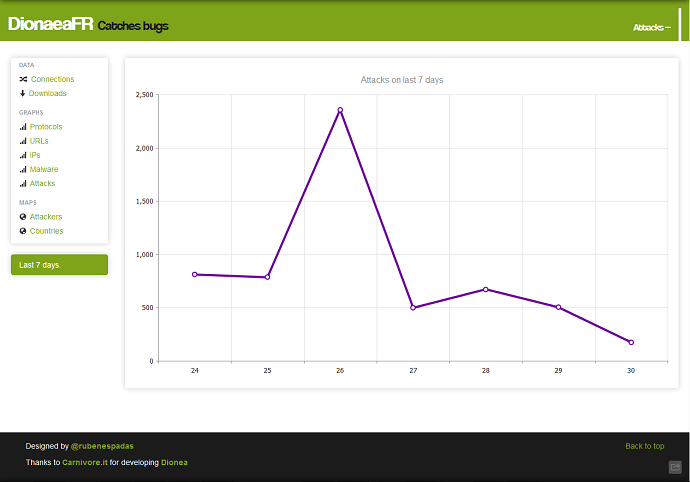 DionaeaFR Catches bugs
Attacks —
DATA
Connections
Downloads
GRAPHS
Protocols
URLs
IPs
Malware
Attacks
MAPS
Attackers
Countries
Last 7 days.
Attacks on last 7 days
2,500
2,000
1,500
1,000
500
0
24 25 26 27 28 29 30
Designed by @rubenespadas
Back to top
Thanks to Carnivore.it for developing Dionea